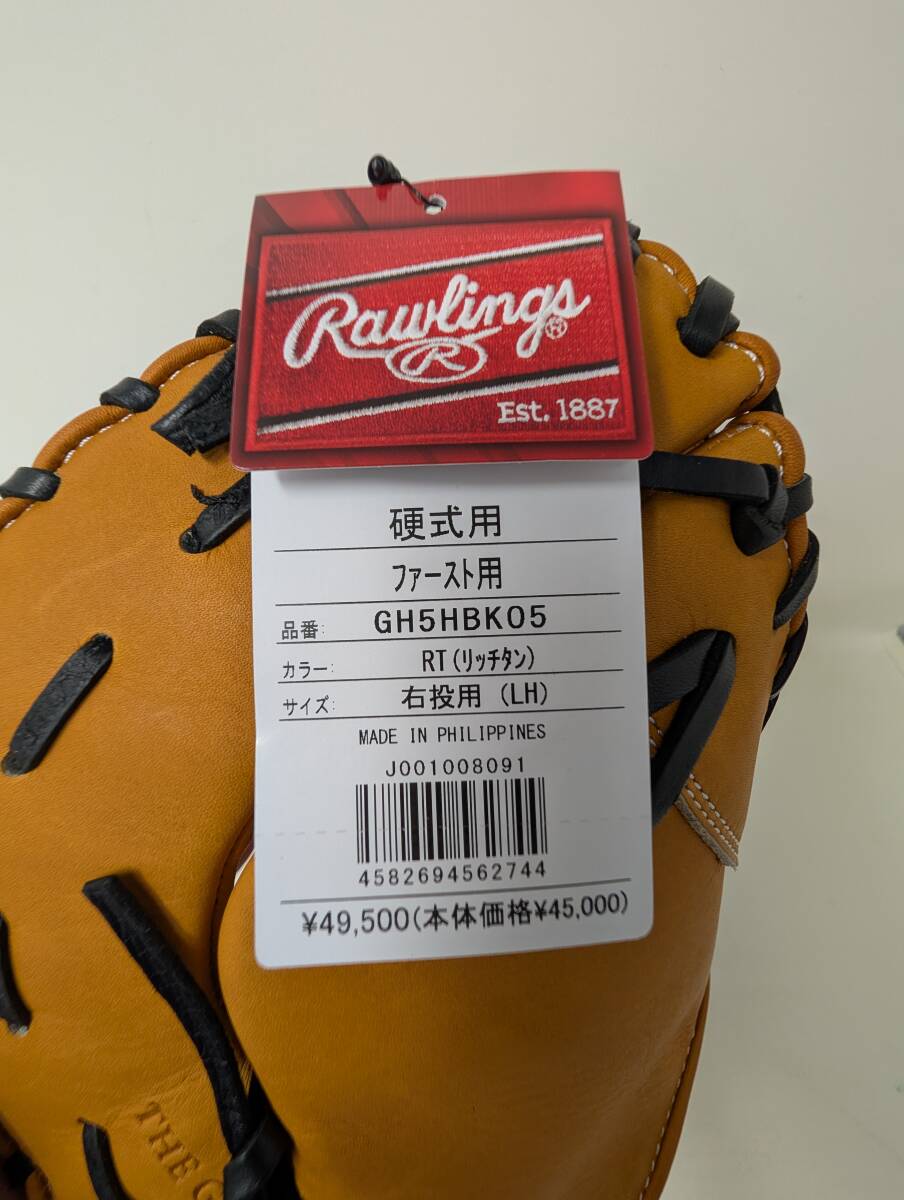 Rawlings
R
Est. 1887
硬式用
ファースト用
品番: GH5HBK05
カラー: RT(リッチタン)
サイズ: 右投用 (LH)
MADE IN PHILIPPINES
J001008091
4582694562744
¥49,500(本体価格¥45,000)
THE G